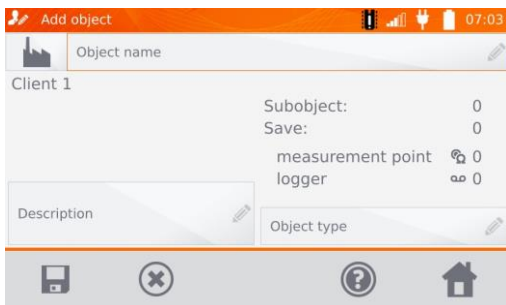 Add object
07:03
Object name
Client 1
Subobject: 0
Save: 0
measurement point 0
logger 0
Description
Object type